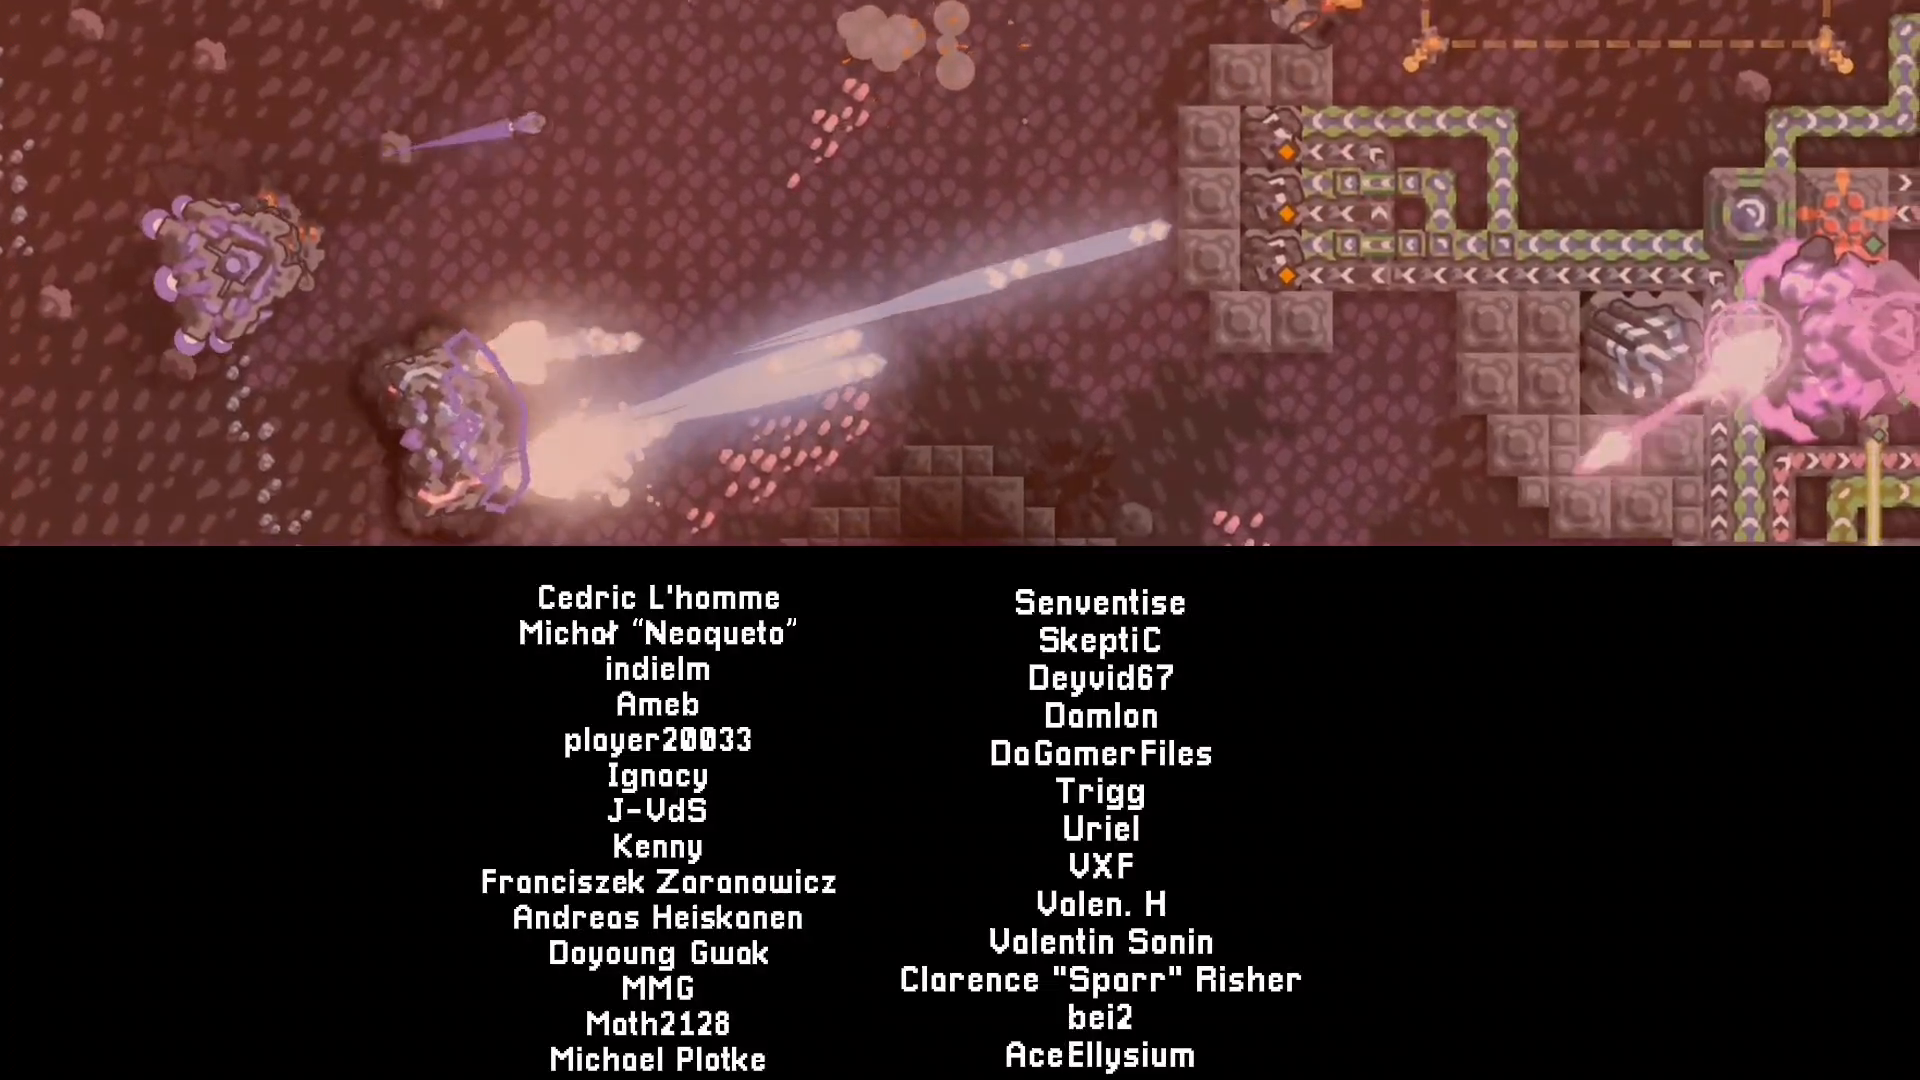 Cedric L'homme
Michał “Neoqueto”
indielm
Ameb
player20033
Ignacy
J-VdS
Kenny
Franciszek Zaranowicz
Andreas Heiskanen
Doyoung Gwak
MMG
Math2128
Michael Plotke
Senventise
SkeptiC
Deyvid67
Damlon
DaGamerFiles
Trigg
Uriel
VXF
Valen. H
Valentin Sonin
Clarence "Sparr" Risher
bei2
AceEllysium